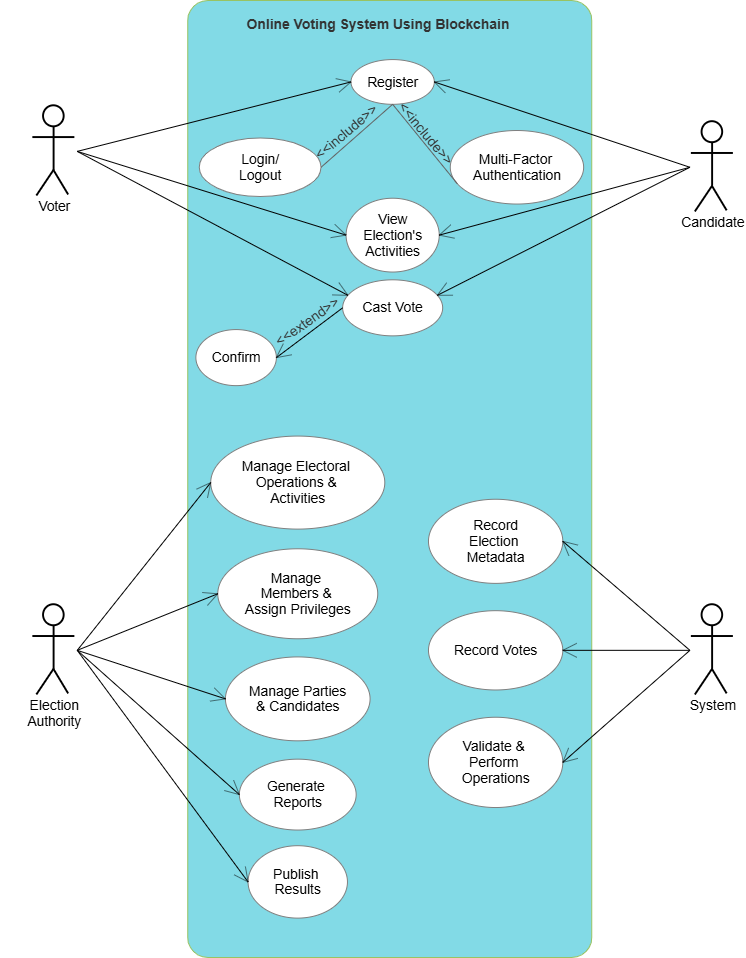 Online Voting System Using Blockchain
Register
<<include>>
<<include>>
Login/
Logout
Multi-Factor
Authentication
Voter
Candidate
View
Election's
Activities
Cast Vote
<<extend>>
Confirm
Manage Electoral
Operations &
Activities
Record
Election
Metadata
Manage
Members &
Assign Privileges
Record Votes
Election
Authority
System
Manage Parties
& Candidates
Validate &
Perform
Operations
Generate
Reports
Publish
Results